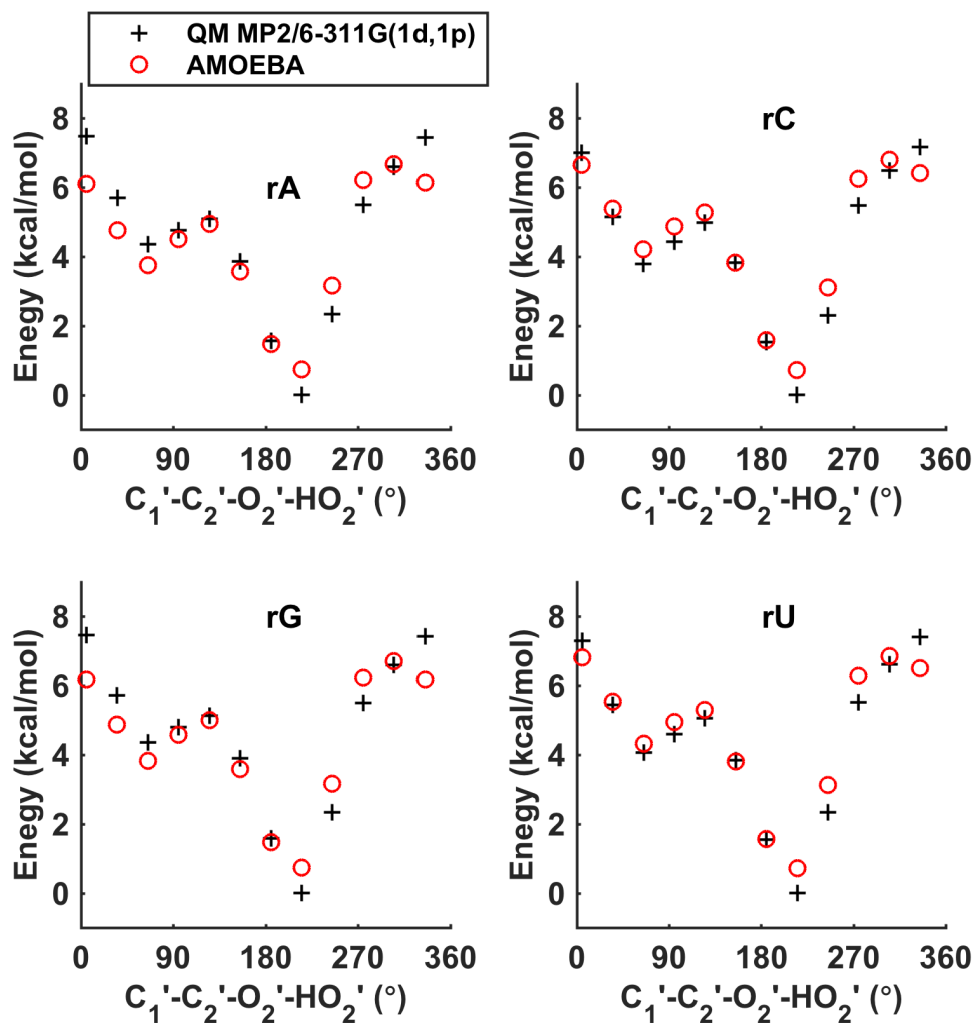 QM MP2/6-311G(1d,1p)
AMOEBA
rA
Enegy (kcal/mol)
8
6
4
2
0
0 90 180 270 360
C₁'-C₂'-O₂'-HO₂' (°)
rC
Enegy (kcal/mol)
8
6
4
2
0
0 90 180 270 360
C₁'-C₂'-O₂'-HO₂' (°)
rG
Enegy (kcal/mol)
8
6
4
2
0
0 90 180 270 360
C₁'-C₂'-O₂'-HO₂' (°)
rU
Enegy (kcal/mol)
8
6
4
2
0
0 90 180 270 360
C₁'-C₂'-O₂'-HO₂' (°)